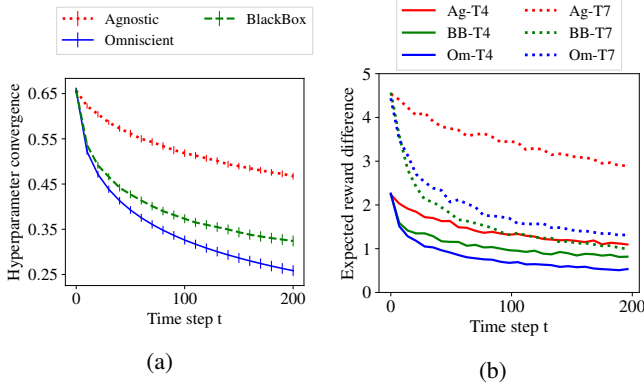 Agnostic
BlackBox
Omniscient
Hyperparameter convergence
0.65
0.55
0.45
0.35
0.25
0
100
200
Time step t
(a)
Ag-T4
Ag-T7
BB-T4
BB-T7
Om-T4
Om-T7
Expected reward difference
5
4
3
2
1
0
0
100
200
Time step t
(b)